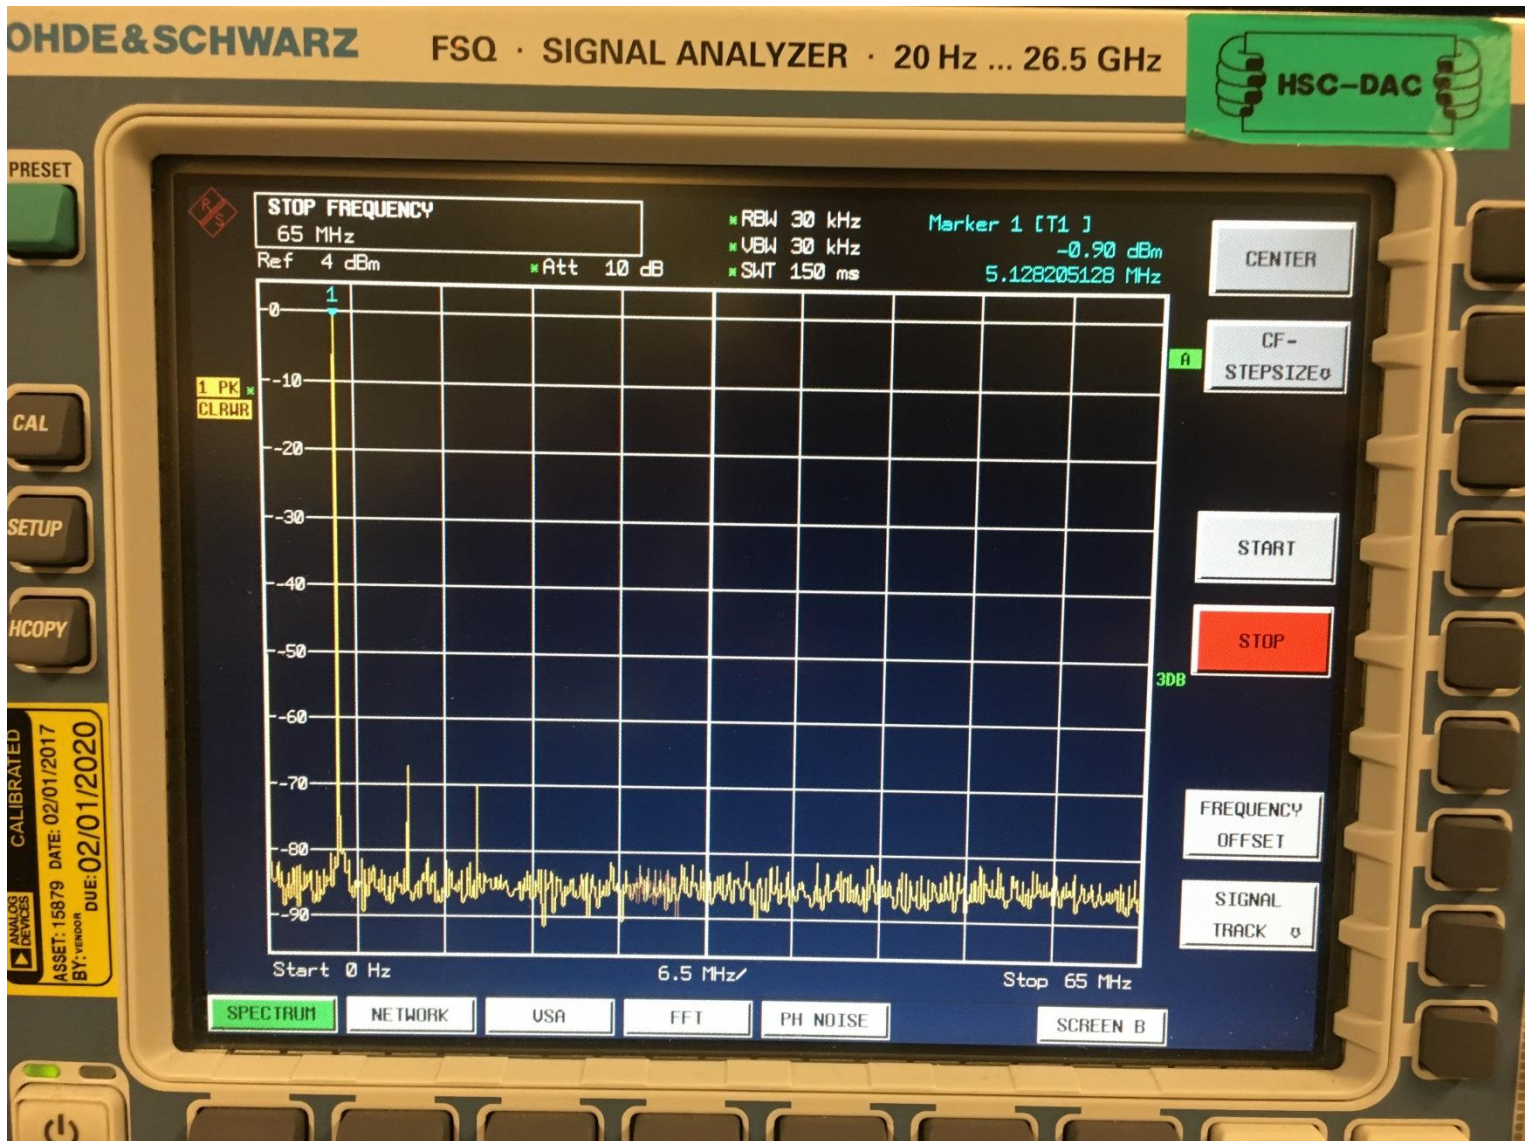 OHDE&SCHWARZ
FSQ · SIGNAL ANALYZER · 20 Hz ... 26.5 GHz
HSC-DAC
PRESET
CAL
SETUP
HCOPY
STOP FREQUENCY
65 MHz
Ref 4 dBm
*Att 10 dB
*RBW 30 kHz
*VBW 30 kHz
*SWT 150 ms
Marker 1 [T1 ]
-0.90 dBm
5.128205128 MHz
R S
1
-0
-10
-20
-30
-40
-50
-60
-70
-80
-90
1 PK *
CLRWR
A
3DB
Start 0 Hz
6.5 MHz/
Stop 65 MHz
CENTER
CF-
STEPSIZE
START
STOP
FREQUENCY
OFFSET
SIGNAL
TRACK
SPECTRUM
NETWORK
VSA
FFT
PH NOISE
SCREEN B
ANALOG
DEVICES
CALIBRATED
ASSET: 15879 DATE: 02/01/2017
BY: VENDOR DUE: 02/01/2020